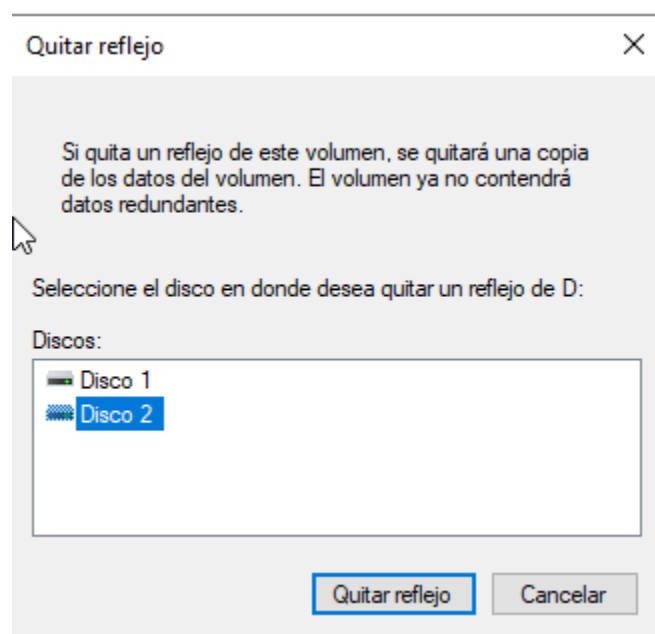 Quitar reflejo
Si quita un reflejo de este volumen, se quitará una copia
de los datos del volumen. El volumen ya no contendrá
datos redundantes.
Seleccione el disco en donde desea quitar un reflejo de D:
Discos:
Disco 1
Disco 2
Quitar reflejo
Cancelar